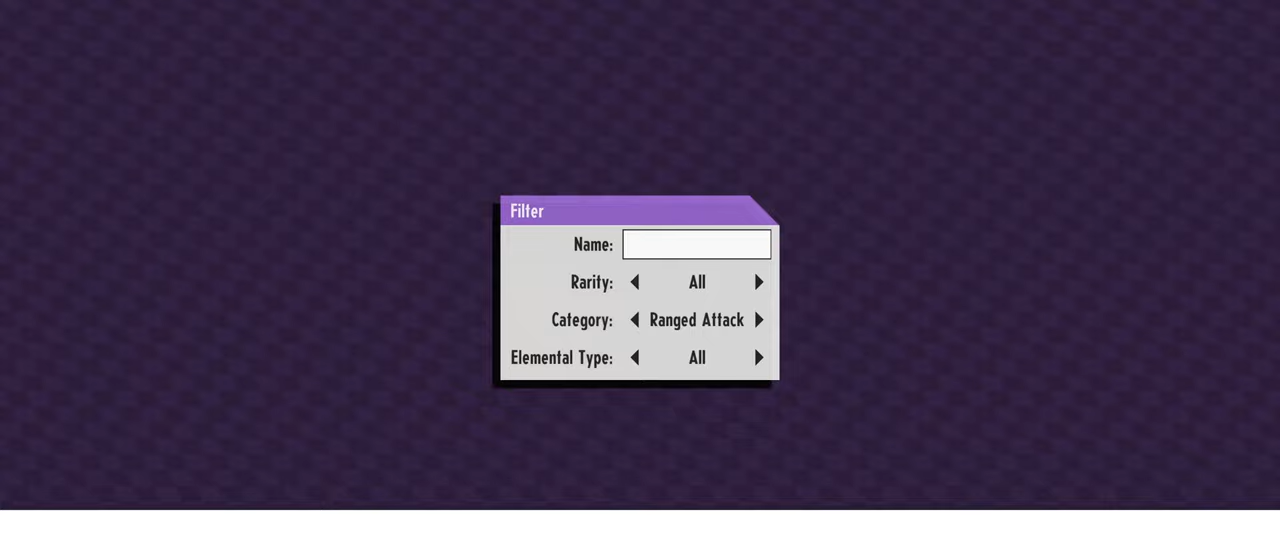 Filter
Name:
Rarity: All
Category: Ranged Attack
Elemental Type: All